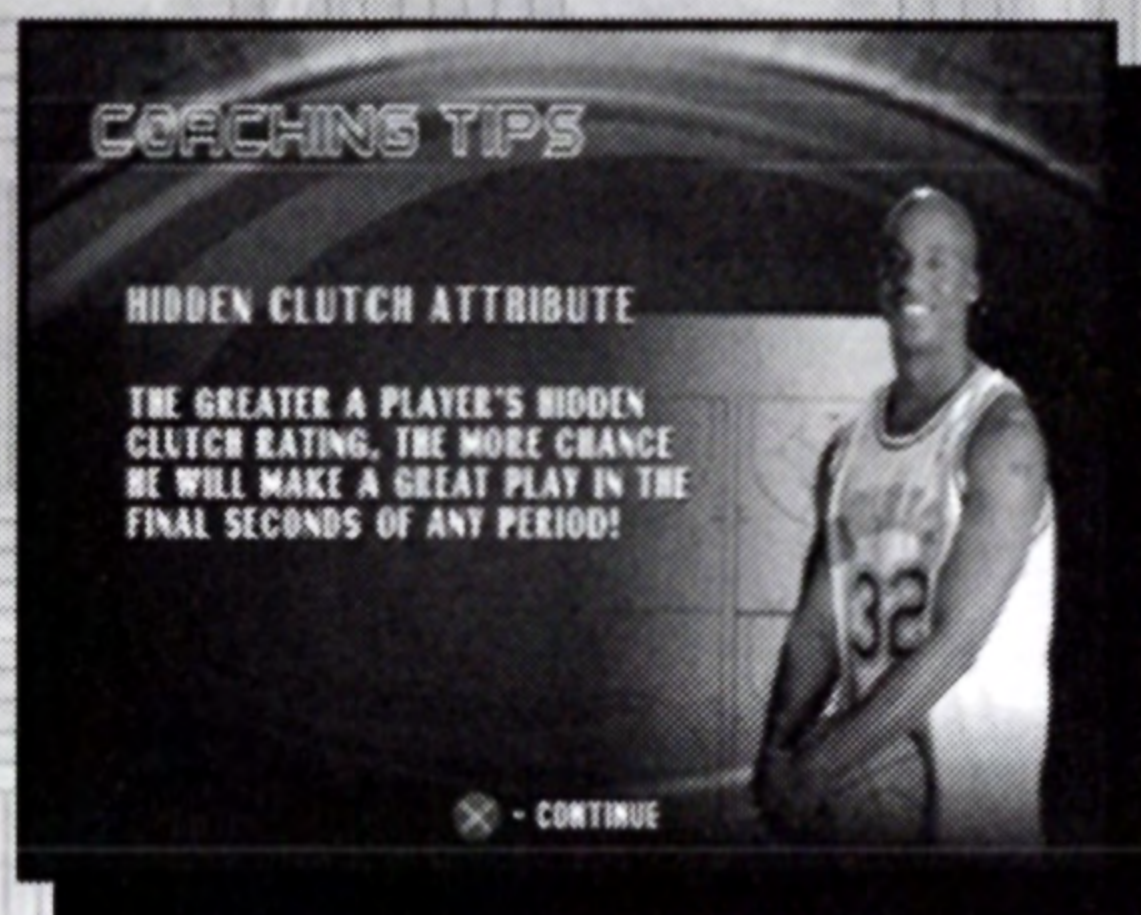 COACHING TIPS
HIDDEN CLUTCH ATTRIBUTE
THE GREATER A PLAYER'S HIDDEN
CLUTCH RATING, THE MORE CHANCE
HE WILL MAKE A GREAT PLAY IN THE
FINAL SECONDS OF ANY PERIOD!
32
- CONTINUE